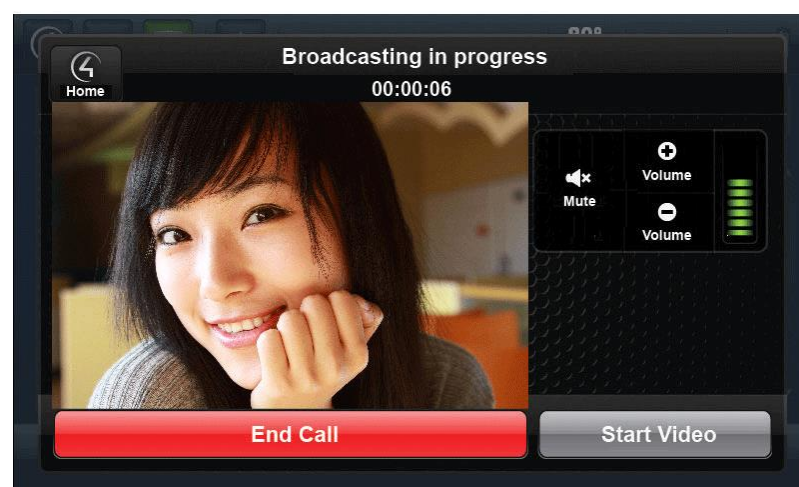 Broadcasting in progress
00:00:06
Home
Mute
Volume
Volume
End Call
Start Video